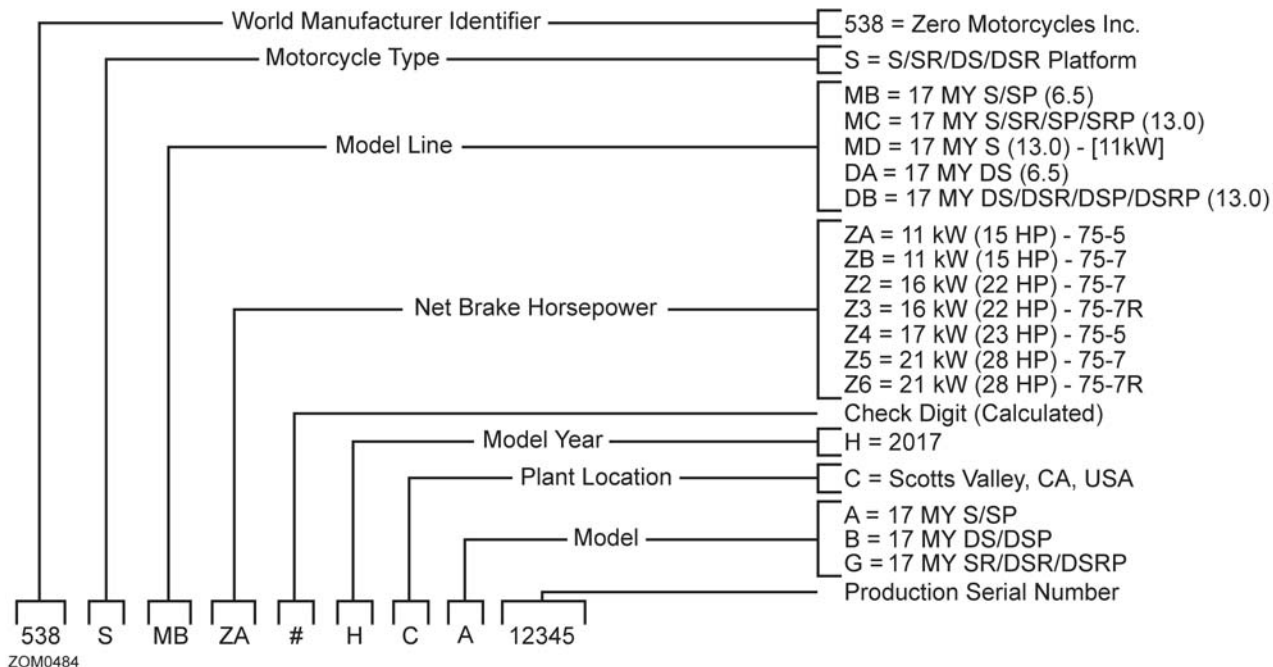 World Manufacturer Identifier
538 = Zero Motorcycles Inc.
Motorcycle Type
S = S/SR/DS/DSR Platform
Model Line
MB = 17 MY S/SP (6.5)
MC = 17 MY S/SR/SP/SRP (13.0)
MD = 17 MY S (13.0) - [11kW]
DA = 17 MY DS (6.5)
DB = 17 MY DS/DSR/DSP/DSRP (13.0)
Net Brake Horsepower
ZA = 11 kW (15 HP) - 75-5
ZB = 11 kW (15 HP) - 75-7
Z2 = 16 kW (22 HP) - 75-7
Z3 = 16 kW (22 HP) - 75-7R
Z4 = 17 kW (23 HP) - 75-5
Z5 = 21 kW (28 HP) - 75-7
Z6 = 21 kW (28 HP) - 75-7R
Check Digit (Calculated)
Model Year
H = 2017
Plant Location
C = Scotts Valley, CA, USA
Model
A = 17 MY S/SP
B = 17 MY DS/DSP
G = 17 MY SR/DSR/DSRP
Production Serial Number
538 S MB ZA # H C A 12345
ZOM0484